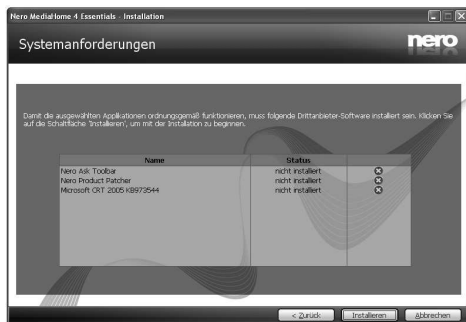 Nero MediaHome 4 Essentials - Installation
Systemanforderungen
nero
Damit die ausgewählten Applikationen ordnungsgemäß funktionieren, muss folgende Drittanbieter-Software installiert sein. Klicken Sie
auf die Schaltfläche 'Installieren', um mit der Installation zu beginnen.
Name Status
Nero Ask Toolbar nicht installiert
Nero Product Patcher nicht installiert
Microsoft CRT 2005 KB973544 nicht installiert
< Zurück Installieren Abbrechen